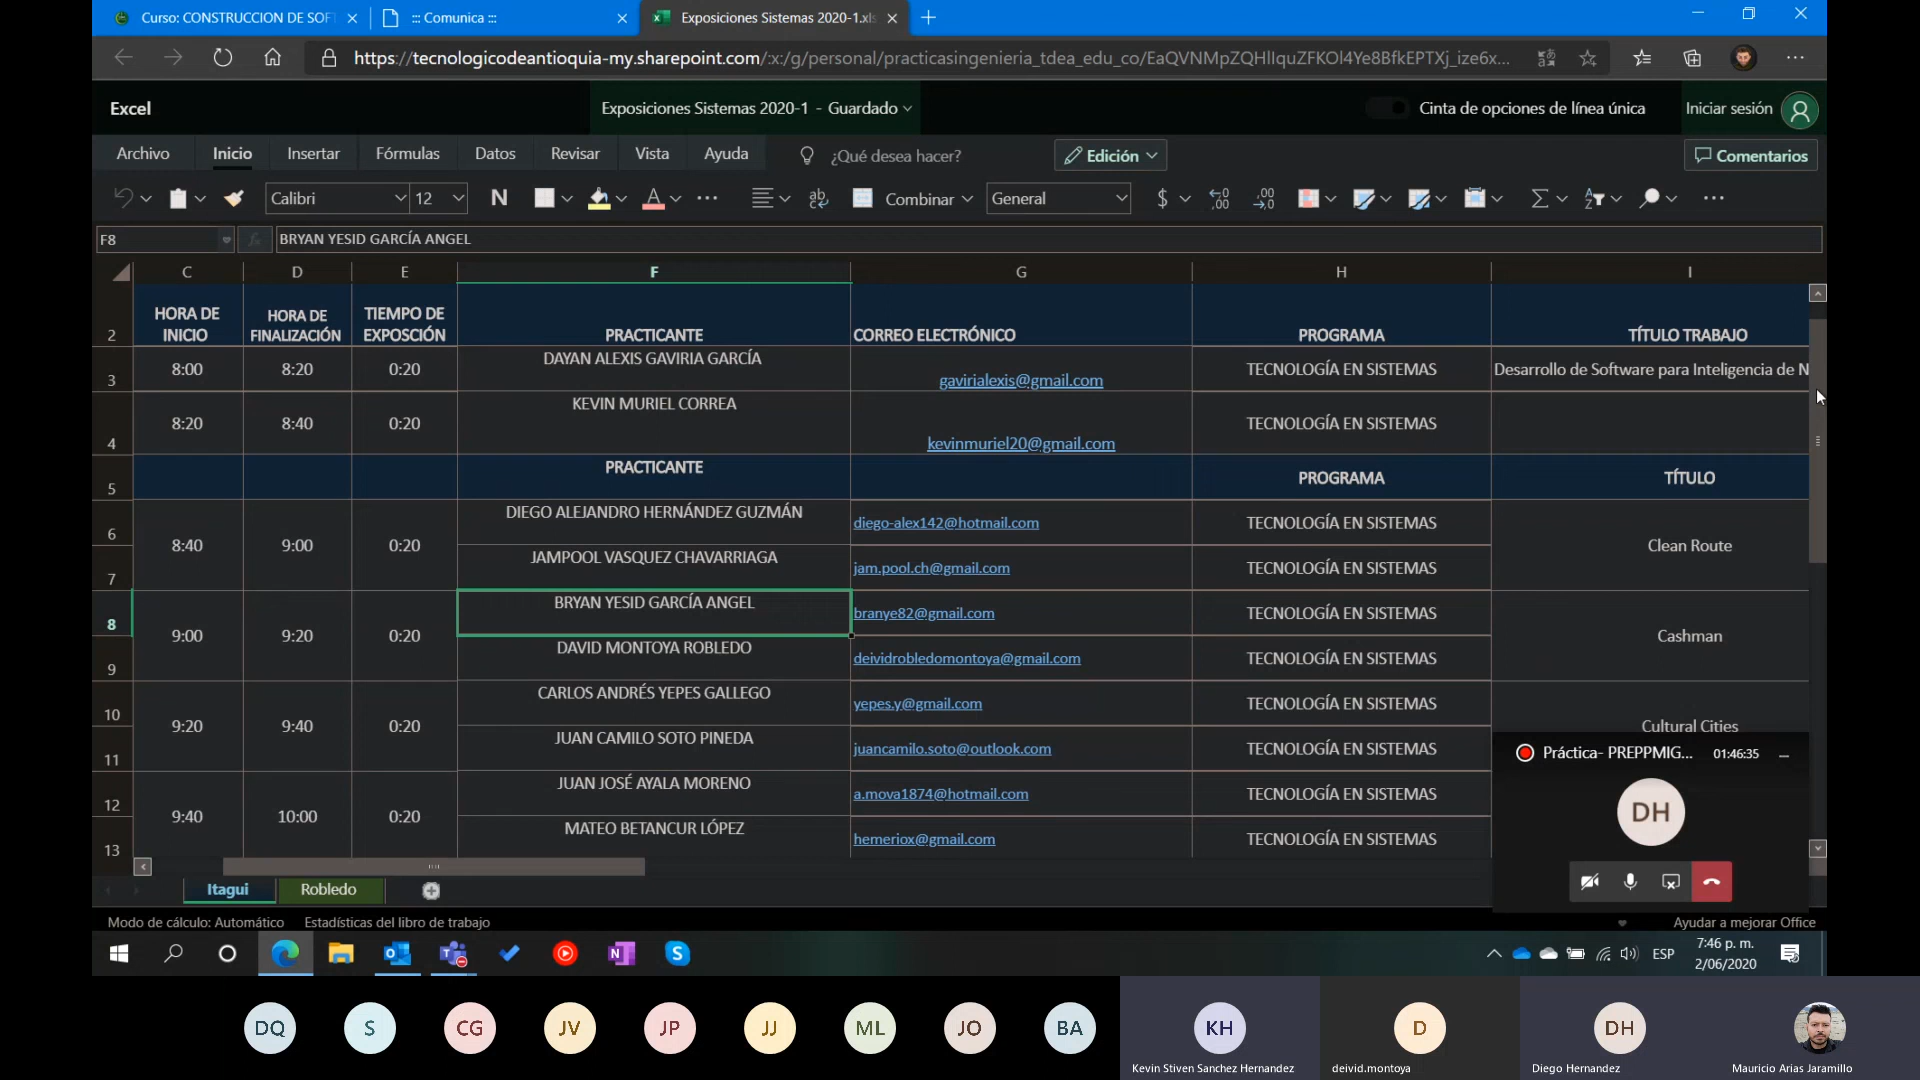 Curso: CONSTRUCCION DE SOF
::: Comunica :::
Exposiciones Sistemas 2020-1.xls
https://tecnologicodeantioquia-my.sharepoint.com/:x:/g/personal/practicasingenieria_tdea_edu_co/EaQVNMpZQHlIquZFKOl4Ye8BfkEPTXj_ize6x...
Excel
Exposiciones Sistemas 2020-1 - Guardado
Cinta de opciones de línea única
Iniciar sesión
Archivo Inicio Insertar Fórmulas Datos Revisar Vista Ayuda ¿Qué desea hacer? Edición Comentarios
Calibri 12 N A ab Combinar General $
F8 fx BRYAN YESID GARCÍA ANGEL
C D E F G H I
2 HORA DE INICIO HORA DE FINALIZACIÓN TIEMPO DE EXPOSCIÓN PRACTICANTE CORREO ELECTRÓNICO PROGRAMA TÍTULO TRABAJO
3 8:00 8:20 0:20 DAYAN ALEXIS GAVIRIA GARCÍA gavirialexis@gmail.com TECNOLOGÍA EN SISTEMAS Desarrollo de Software para Inteligencia de N
4 8:20 8:40 0:20 KEVIN MURIEL CORREA kevinmuriel20@gmail.com TECNOLOGÍA EN SISTEMAS
5 PRACTICANTE PROGRAMA TÍTULO
6 8:40 9:00 0:20 DIEGO ALEJANDRO HERNÁNDEZ GUZMÁN diego-alex142@hotmail.com TECNOLOGÍA EN SISTEMAS Clean Route
7 JAMPOOL VASQUEZ CHAVARRIAGA jam.pool.ch@gmail.com TECNOLOGÍA EN SISTEMAS
8 9:00 9:20 0:20 BRYAN YESID GARCÍA ANGEL branye82@gmail.com TECNOLOGÍA EN SISTEMAS Cashman
9 DAVID MONTOYA ROBLEDO deividrobledomontoya@gmail.com TECNOLOGÍA EN SISTEMAS
10 9:20 9:40 0:20 CARLOS ANDRÉS YEPES GALLEGO yepes.y@gmail.com TECNOLOGÍA EN SISTEMAS Cultural Cities
11 JUAN CAMILO SOTO PINEDA juancamilo.soto@outlook.com TECNOLOGÍA EN SISTEMAS
12 9:40 10:00 0:20 JUAN JOSÉ AYALA MORENO a.mova1874@hotmail.com TECNOLOGÍA EN SISTEMAS
13 MATEO BETANCUR LÓPEZ hemeriox@gmail.com TECNOLOGÍA EN SISTEMAS
Práctica- PREPPMIG... 01:46:35
DH
Itagui Robledo
Modo de cálculo: Automático Estadísticas del libro de trabajo Ayudar a mejorar Office
ESP
7:46 p. m.
2/06/2020
DQ S CG JV JP JJ ML JO BA KH D DH
Kevin Stiven Sanchez Hernandez deivid.montoya Diego Hernandez Mauricio Arias Jaramillo